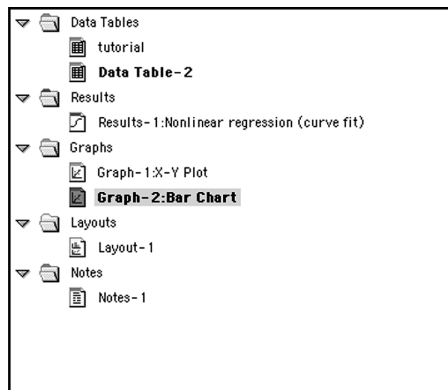 Data Tables
tutorial
Data Table-2
Results
Results-1:Nonlinear regression (curve fit)
Graphs
Graph-1:X-Y Plot
Graph-2:Bar Chart
Layouts
Layout-1
Notes
Notes-1